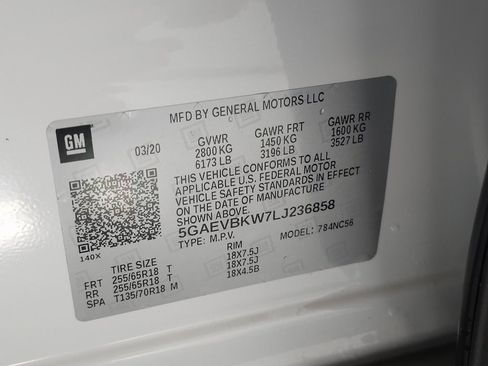 MFD BY GENERAL MOTORS LLC
GM
03/20
GVWR GAWR FRT GAWR RR
2800 KG 1450 KG 1600 KG
6173 LB 3196 LB 3527 LB
THIS VEHICLE CONFORMS TO ALL
APPLICABLE U.S. FEDERAL MOTOR
VEHICLE SAFETY STANDARDS IN EFFECT
ON THE DATE OF MANUFACTURE
SHOWN ABOVE.
5GAEVBKW7LJ236858
TYPE: M.P.V. MODEL: 784NC56
140X
TIRE SIZE RIM
FRT 255/65R18 T 18X7.5J
RR 255/65R18 T 18X7.5J
SPA T135/70R18 M 18X4.5B